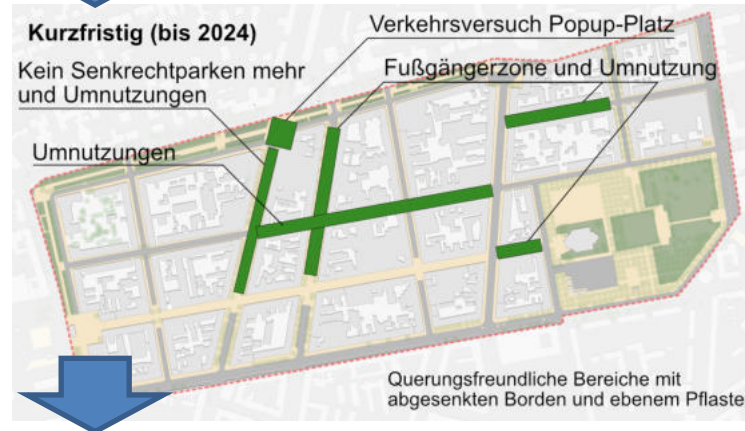 Kurzfristig (bis 2024)
Verkehrsversuch Popup-Platz
Kein Senkrechtparken mehr
und Umnutzungen
Fußgängerzone und Umnutzung
Umnutzungen
Querungsfreundliche Bereiche mit
abgesenkten Borden und ebenem Pflaste